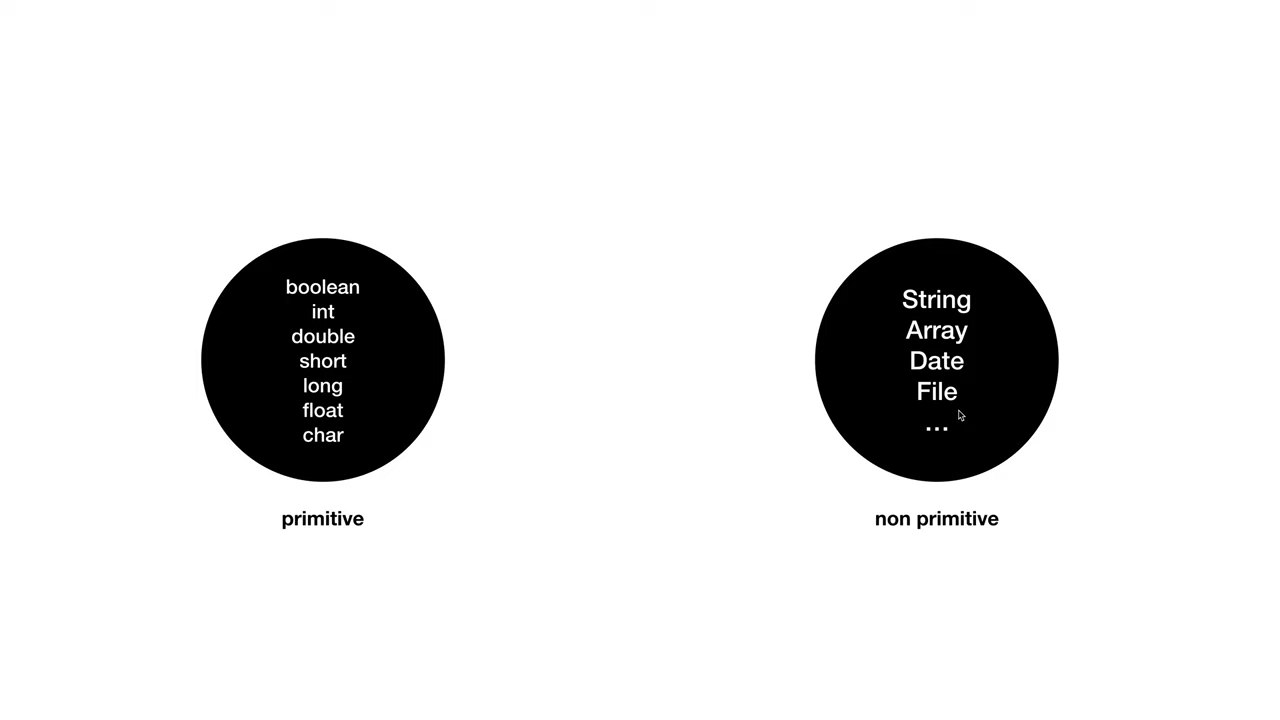 boolean
int
double
short
long
float
char
primitive
String
Array
Date
File
...
non primitive